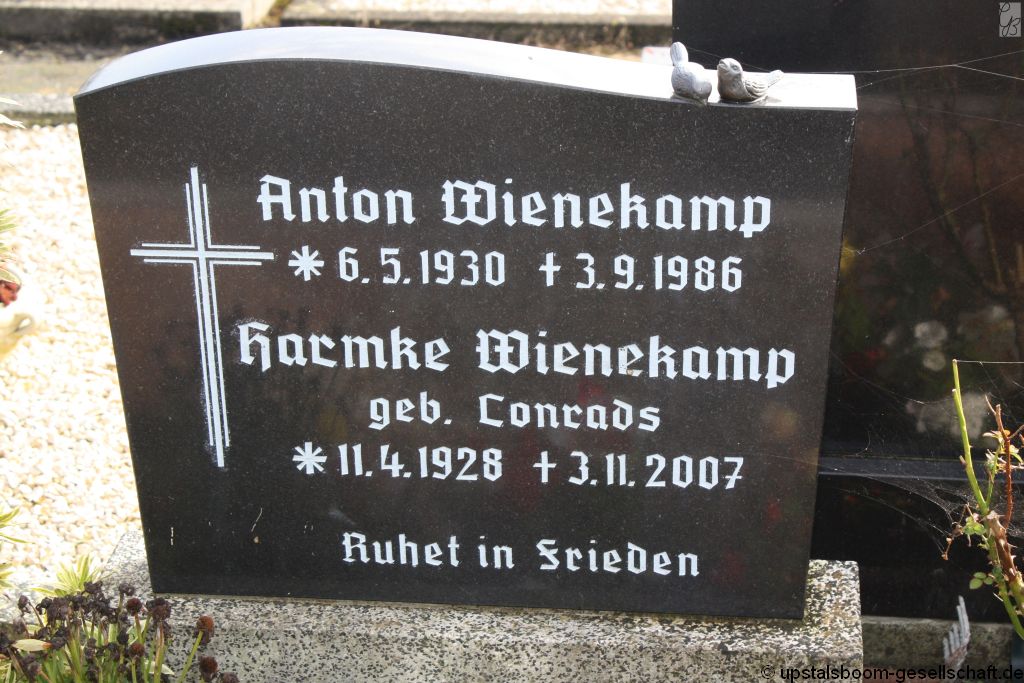 Anton Wienekamp
* 6.5.1930 † 3.9.1986
Harmke Wienekamp
geb. Conrads
* 11.4.1928 † 3.11.2007
Ruhet in Frieden
© upstalsboom-gesellschaft.de